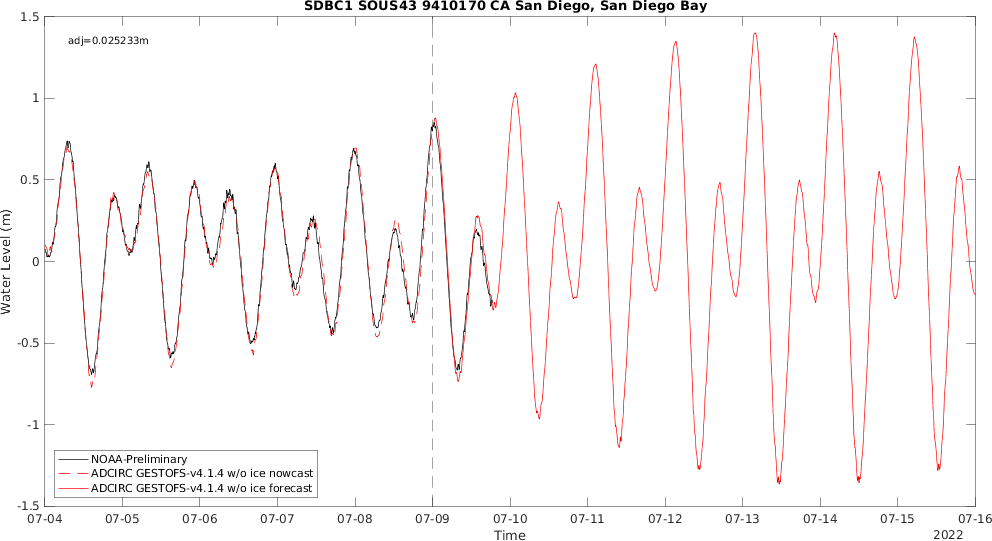 SDBC1 SOUS43 9410170 CA San Diego, San Diego Bay
adj=0.025233m
1.5
1
0.5
0
-0.5
-1
-1.5
Water Level (m)
NOAA-Preliminary
ADCIRC GESTOFS-v4.1.4 w/o ice nowcast
ADCIRC GESTOFS-v4.1.4 w/o ice forecast
07-04 07-05 07-06 07-07 07-08 07-09 07-10 07-11 07-12 07-13 07-14 07-15 07-16
Time
2022